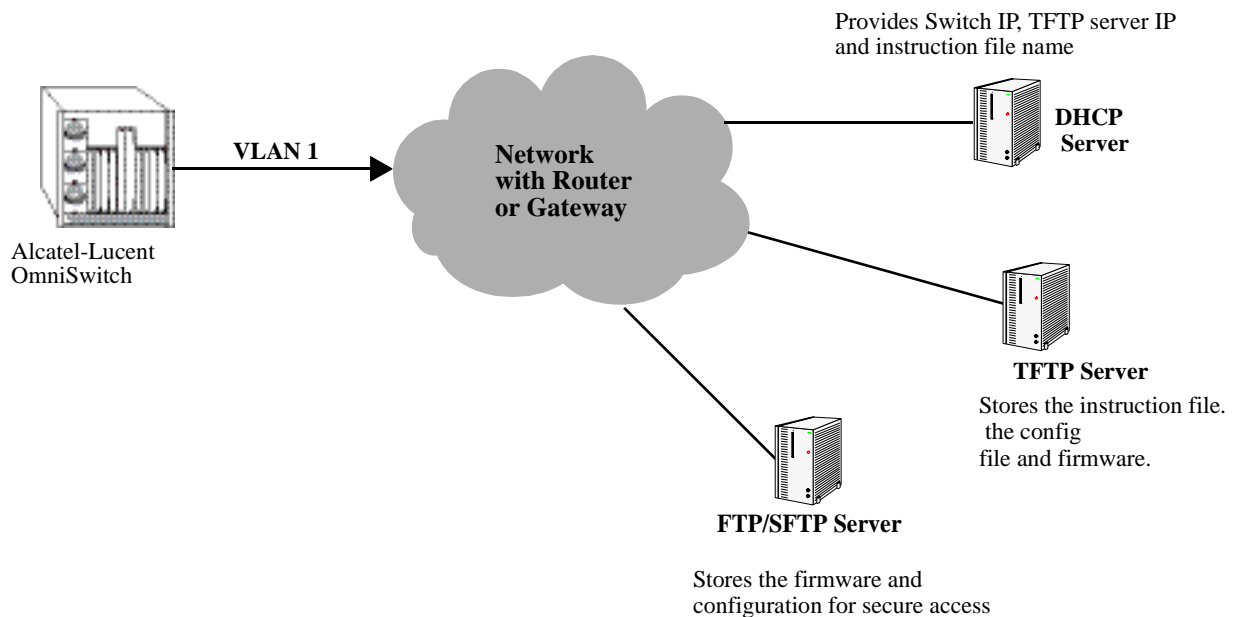 Provides Switch IP, TFTP server IP
and instruction file name
DHCP
Server
VLAN 1
Network
with Router
or Gateway
Alcatel-Lucent
OmniSwitch
TFTP Server
Stores the instruction file.
the config
file and firmware.
FTP/SFTP Server
Stores the firmware and
configuration for secure access